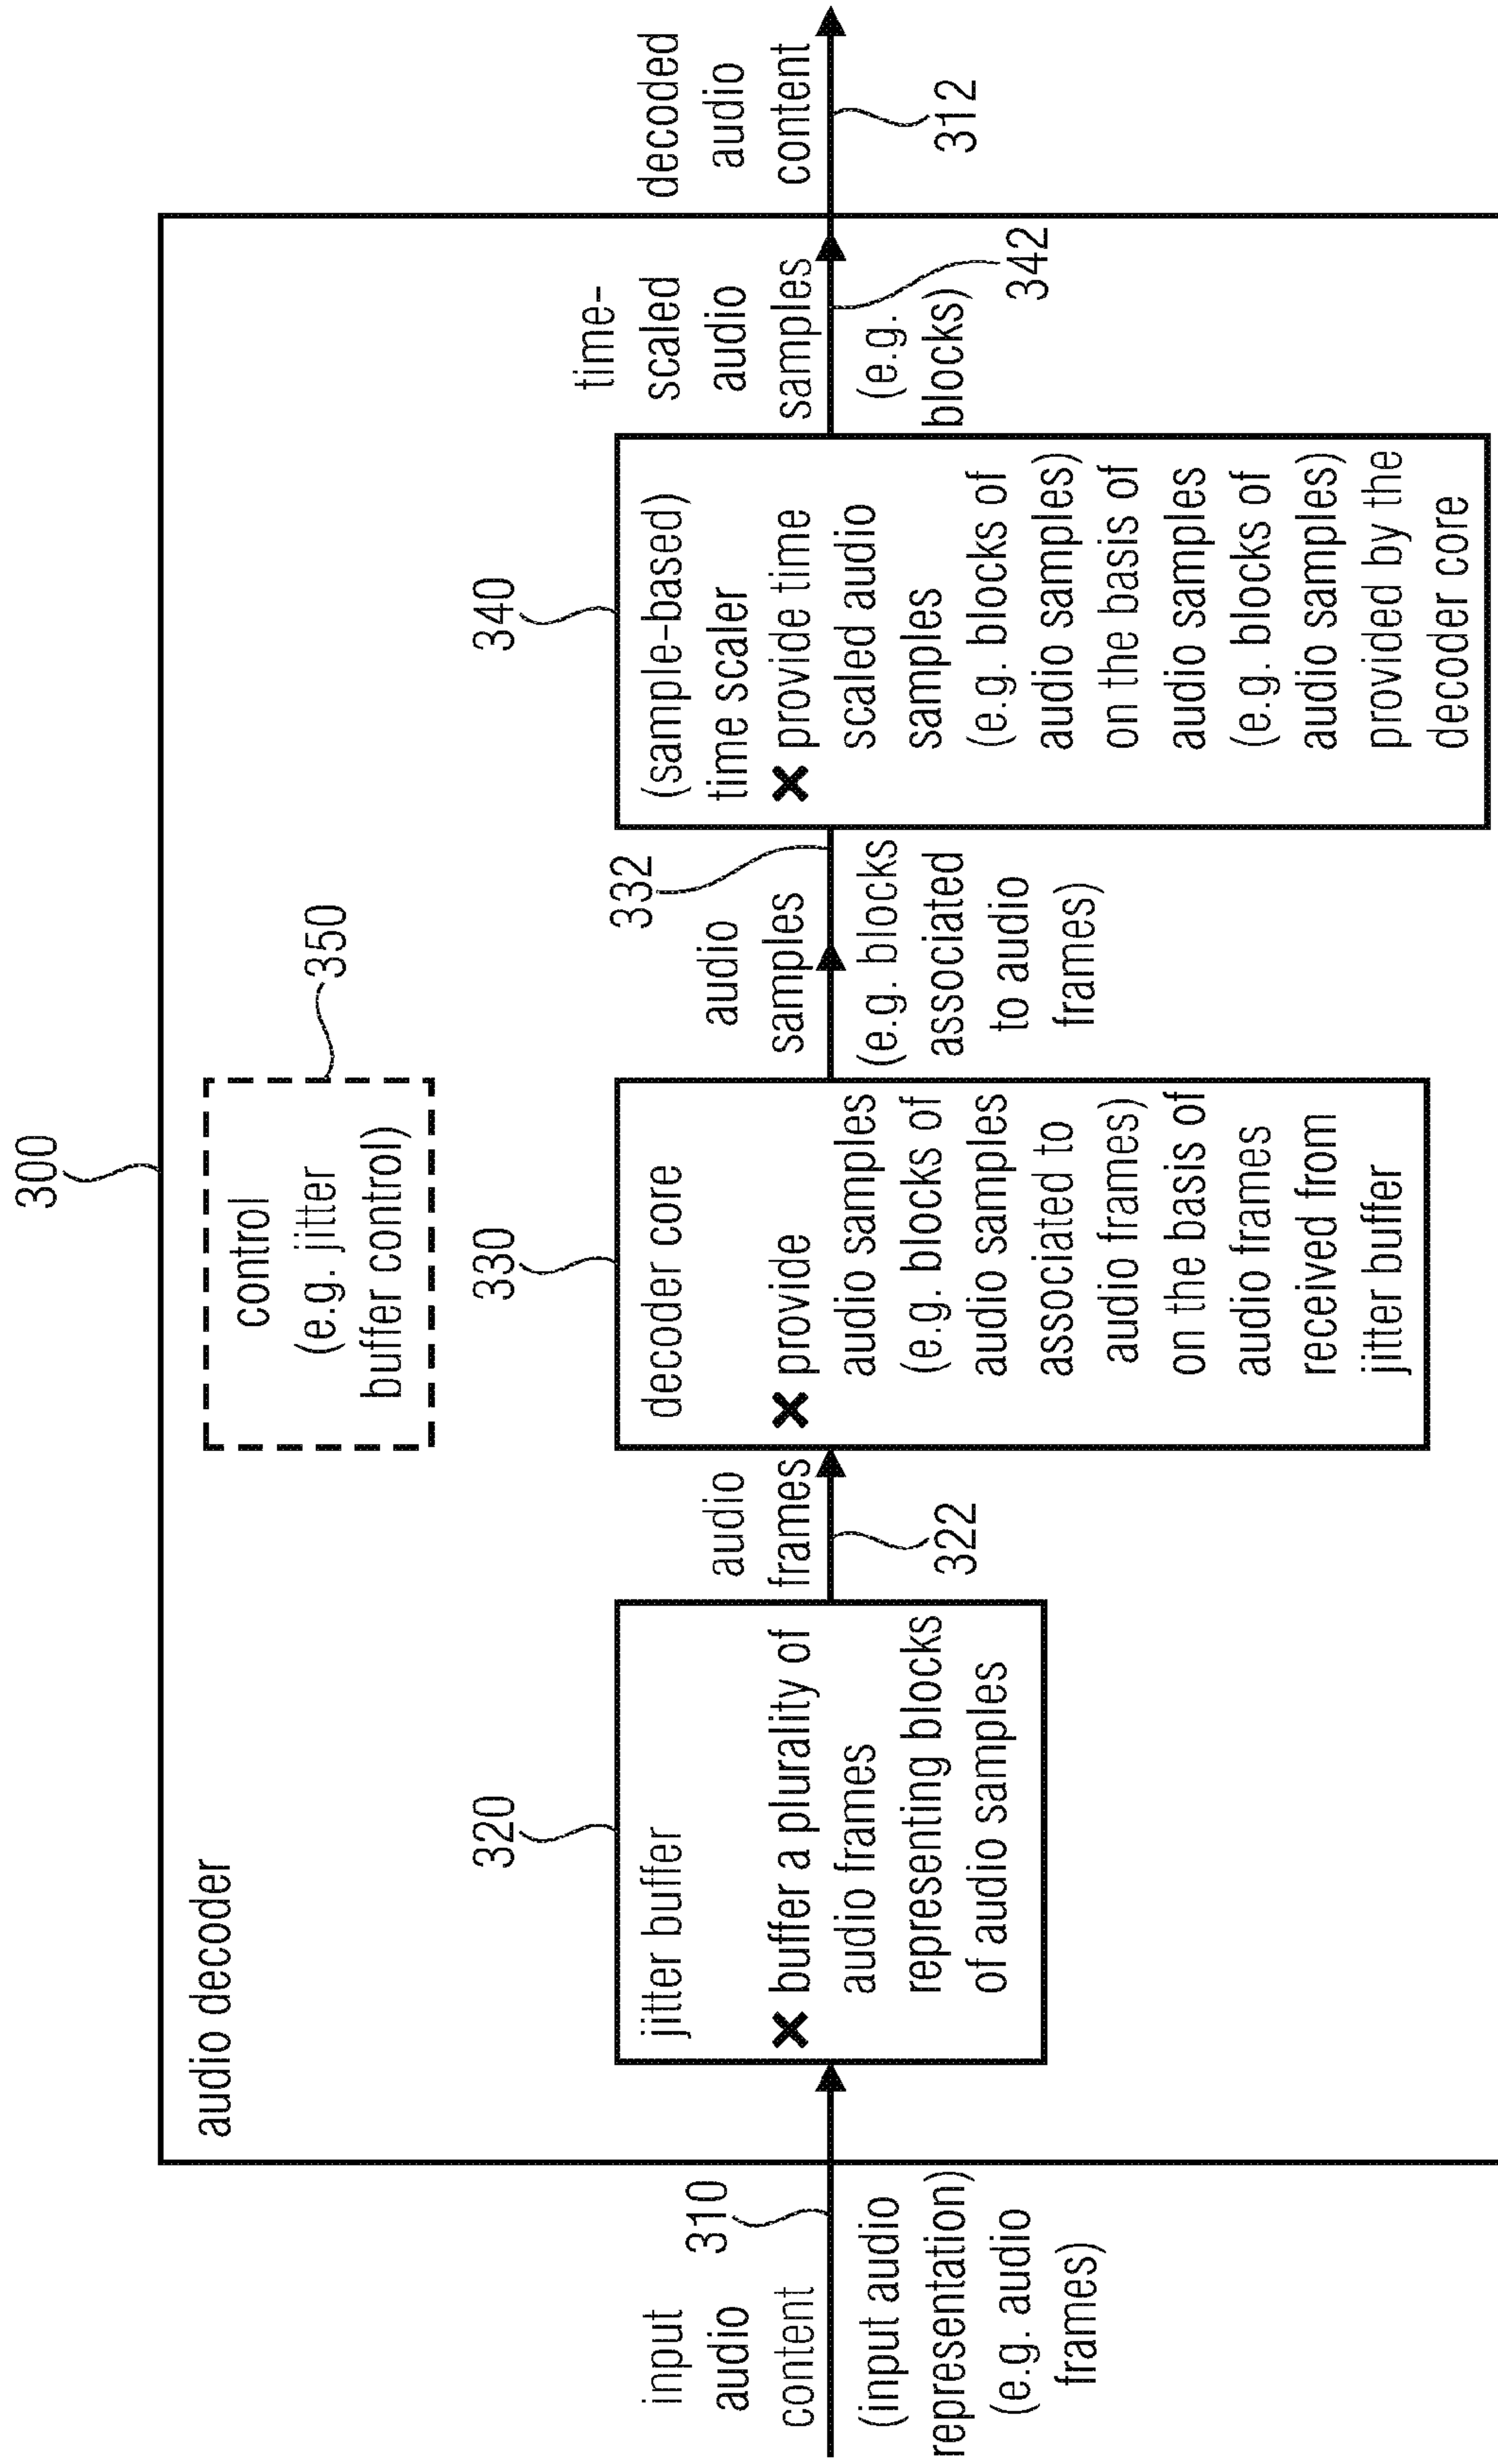 300
audio decoder
control
(e.g. jitter
buffer control)
350
input
audio
content
310
(input audio
representation)
(e.g. audio
frames)
320
jitter buffer
× buffer a plurality of
audio frames
representing blocks
of audio samples
audio
frames
322
330
decoder core
× provide
audio samples
(e.g. blocks of
audio samples
associated to
audio frames)
on the basis of
audio frames
received from
jitter buffer
332
audio
samples
(e.g. blocks
associated
to audio
frames)
340
(sample-based)
time scaler
× provide time
scaled audio
samples
(e.g. blocks of
audio samples)
on the basis of
audio samples
(e.g. blocks of
audio samples)
provided by the
decoder core
time-
scaled
audio
samples
(e.g.
blocks)
342
decoded
audio
content
312